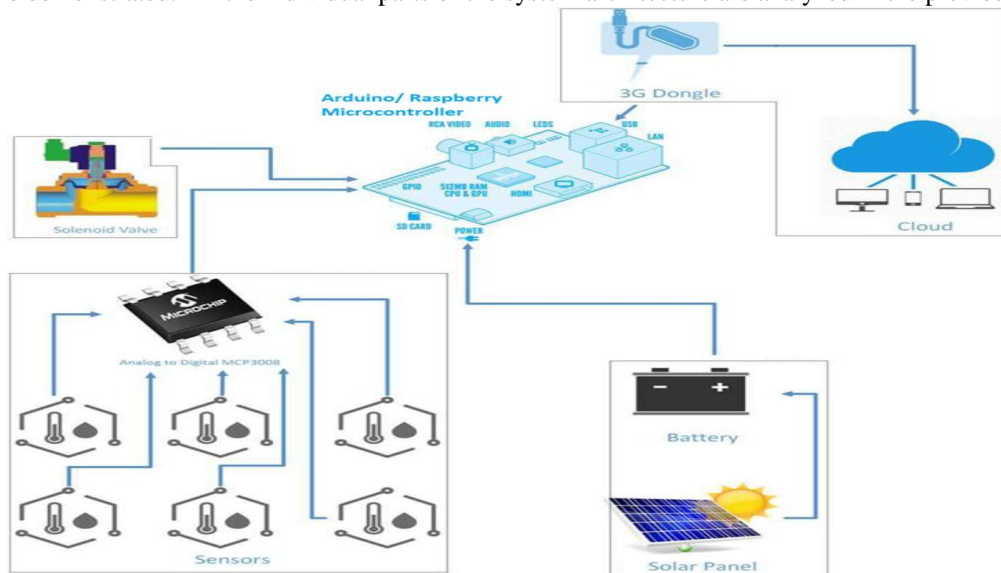 3G Dongle
Arduino/ Raspberry
Microcontroller
RCA VIDEO AUDIO LEDS USB
LAN
GPIO 512MB RAM HDMI
CPU & GPU
SD CARD POWER
Solenoid Valve
Cloud
MICROCHIP
Analog to Digital MCP3008
Battery
Sensors
Solar Panel